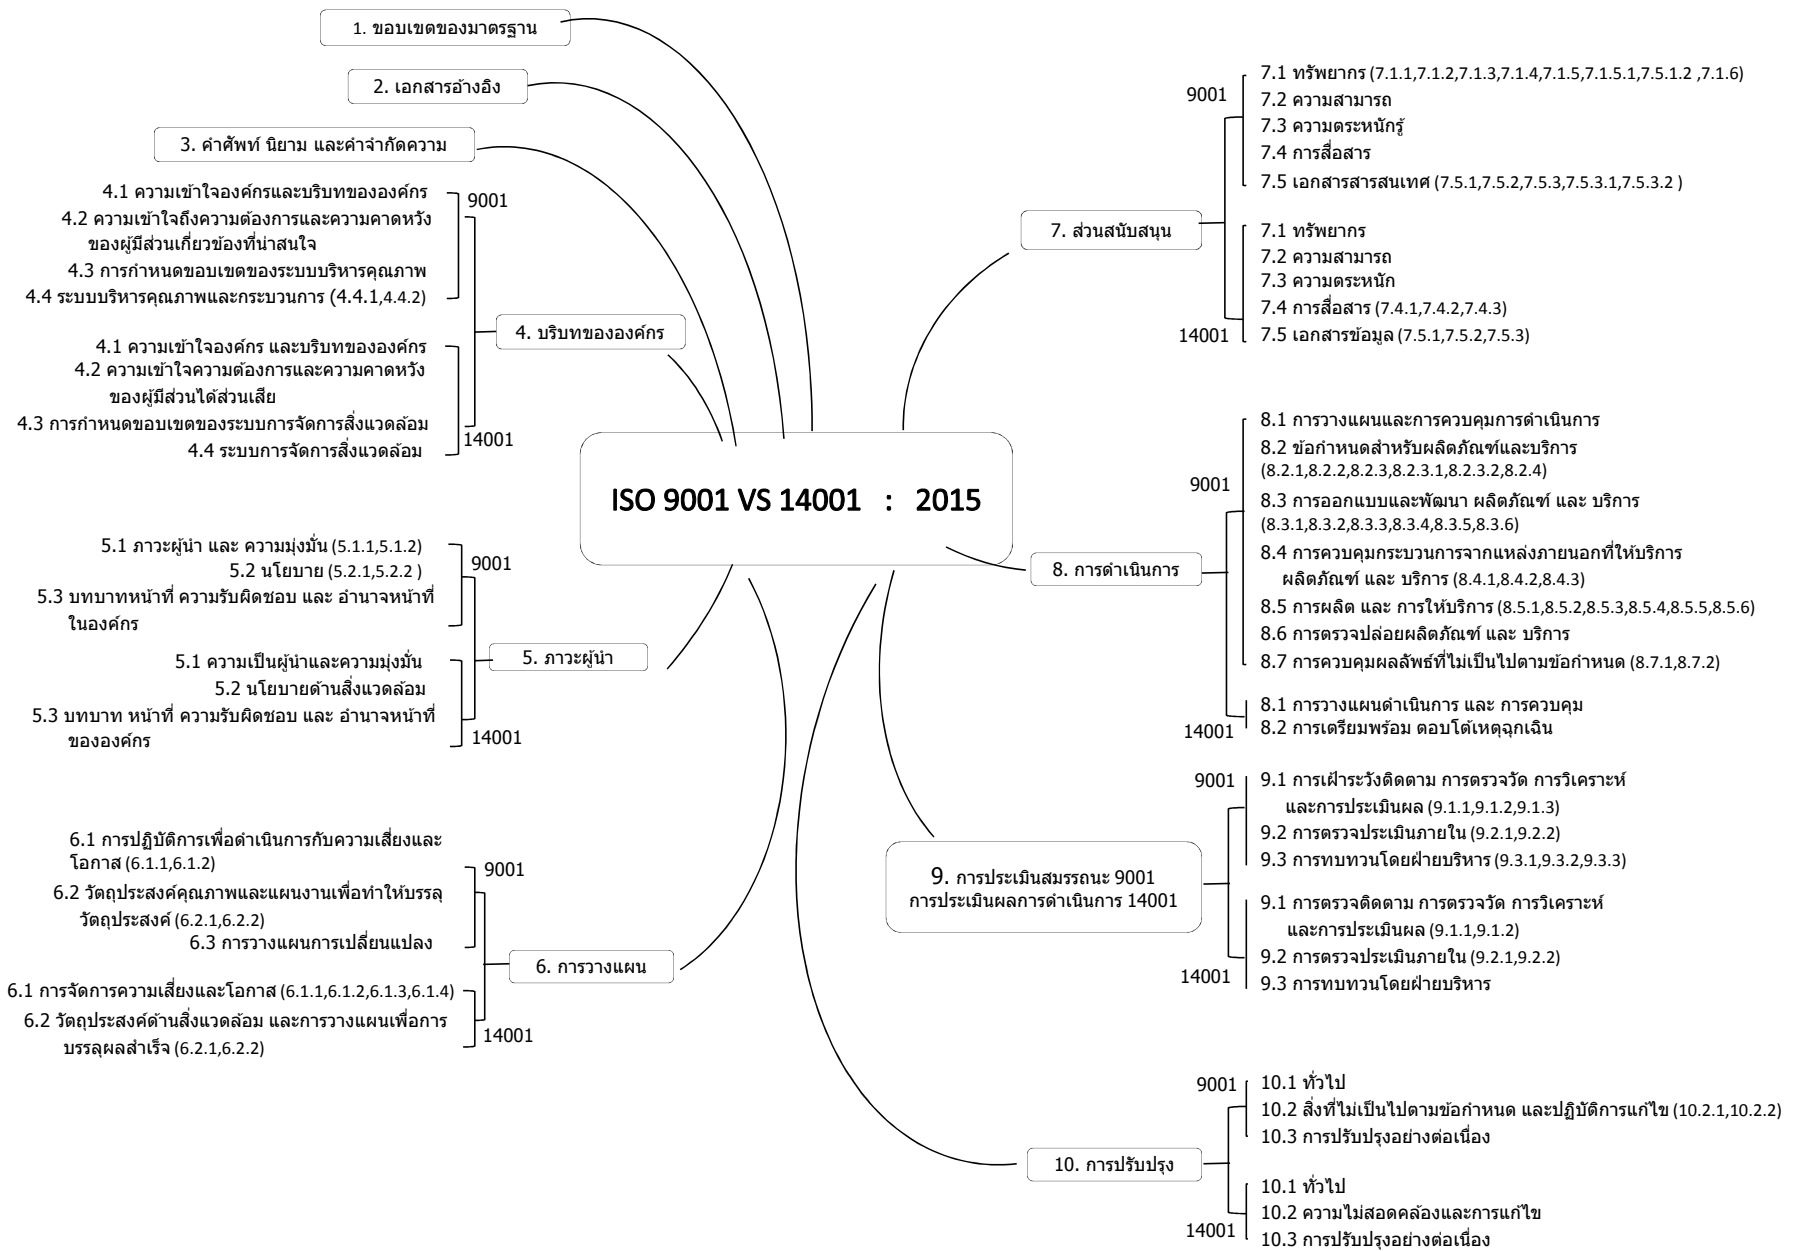 1. ขอบเขตของมาตรฐาน
2. เอกสารอ้างอิง
3. คำศัพท์ นิยาม และคำจำกัดความ
9001
4.1 ความเข้าใจองค์กรและบริบทขององค์กร
4.2 ความเข้าใจถึงความต้องการและความคาดหวัง
ของผู้มีส่วนเกี่ยวข้องที่น่าสนใจ
4.3 การกำหนดขอบเขตของระบบบริหารคุณภาพ
4.4 ระบบบริหารคุณภาพและกระบวนการ (4.4.1,4.4.2)
4. บริบทขององค์กร
4.1 ความเข้าใจองค์กร และบริบทขององค์กร
4.2 ความเข้าใจความต้องการและความคาดหวัง
ของผู้มีส่วนได้ส่วนเสีย
4.3 การกำหนดขอบเขตของระบบการจัดการสิ่งแวดล้อม
4.4 ระบบการจัดการสิ่งแวดล้อม
14001
ISO 9001 VS 14001 : 2015
5.1 ภาวะผู้นำ และ ความมุ่งมั่น (5.1.1,5.1.2)
5.2 นโยบาย (5.2.1,5.2.2 )
5.3 บทบาทหน้าที่ ความรับผิดชอบ และ อำนาจหน้าที่
ในองค์กร
9001
5. ภาวะผู้นำ
5.1 ความเป็นผู้นำและความมุ่งมั่น
5.2 นโยบายด้านสิ่งแวดล้อม
5.3 บทบาท หน้าที่ ความรับผิดชอบ และ อำนาจหน้าที่
ขององค์กร
14001
6.1 การปฏิบัติการเพื่อดำเนินการกับความเสี่ยงและ
โอกาส (6.1.1,6.1.2)
6.2 วัตถุประสงค์คุณภาพและแผนงานเพื่อทำให้บรรลุ
วัตถุประสงค์ (6.2.1,6.2.2)
6.3 การวางแผนการเปลี่ยนแปลง
9001
6. การวางแผน
6.1 การจัดการความเสี่ยงและโอกาส (6.1.1,6.1.2,6.1.3,6.1.4)
6.2 วัตถุประสงค์ด้านสิ่งแวดล้อม และการวางแผนเพื่อการ
บรรลุผลสำเร็จ (6.2.1,6.2.2)
14001
7. ส่วนสนับสนุน
9001
7.1 ทรัพยากร (7.1.1,7.1.2,7.1.3,7.1.4,7.1.5,7.1.5.1,7.5.1.2 ,7.1.6)
7.2 ความสามารถ
7.3 ความตระหนักรู้
7.4 การสื่อสาร
7.5 เอกสารสารสนเทศ (7.5.1,7.5.2,7.5.3,7.5.3.1,7.5.3.2 )
14001
7.1 ทรัพยากร
7.2 ความสามารถ
7.3 ความตระหนัก
7.4 การสื่อสาร (7.4.1,7.4.2,7.4.3)
7.5 เอกสารข้อมูล (7.5.1,7.5.2,7.5.3)
8. การดำเนินการ
9001
8.1 การวางแผนและการควบคุมการดำเนินการ
8.2 ข้อกำหนดสำหรับผลิตภัณฑ์และบริการ
(8.2.1,8.2.2,8.2.3,8.2.3.1,8.2.3.2,8.2.4)
8.3 การออกแบบและพัฒนา ผลิตภัณฑ์ และ บริการ
(8.3.1,8.3.2,8.3.3,8.3.4,8.3.5,8.3.6)
8.4 การควบคุมกระบวนการจากแหล่งภายนอกที่ให้บริการ
ผลิตภัณฑ์ และ บริการ (8.4.1,8.4.2,8.4.3)
8.5 การผลิต และ การให้บริการ (8.5.1,8.5.2,8.5.3,8.5.4,8.5.5,8.5.6)
8.6 การตรวจปล่อยผลิตภัณฑ์ และ บริการ
8.7 การควบคุมผลลัพธ์ที่ไม่เป็นไปตามข้อกำหนด (8.7.1,8.7.2)
14001
8.1 การวางแผนดำเนินการ และ การควบคุม
8.2 การเตรียมพร้อม ตอบโต้เหตุฉุกเฉิน
9. การประเมินสมรรถนะ 9001
การประเมินผลการดำเนินการ 14001
9001
9.1 การเฝ้าระวังติดตาม การตรวจวัด การวิเคราะห์
และการประเมินผล (9.1.1,9.1.2,9.1.3)
9.2 การตรวจประเมินภายใน (9.2.1,9.2.2)
9.3 การทบทวนโดยฝ่ายบริหาร (9.3.1,9.3.2,9.3.3)
14001
9.1 การตรวจติดตาม การตรวจวัด การวิเคราะห์
และการประเมินผล (9.1.1,9.1.2)
9.2 การตรวจประเมินภายใน (9.2.1,9.2.2)
9.3 การทบทวนโดยฝ่ายบริหาร
10. การปรับปรุง
9001
10.1 ทั่วไป
10.2 สิ่งที่ไม่เป็นไปตามข้อกำหนด และปฏิบัติการแก้ไข (10.2.1,10.2.2)
10.3 การปรับปรุงอย่างต่อเนื่อง
14001
10.1 ทั่วไป
10.2 ความไม่สอดคล้องและการแก้ไข
10.3 การปรับปรุงอย่างต่อเนื่อง